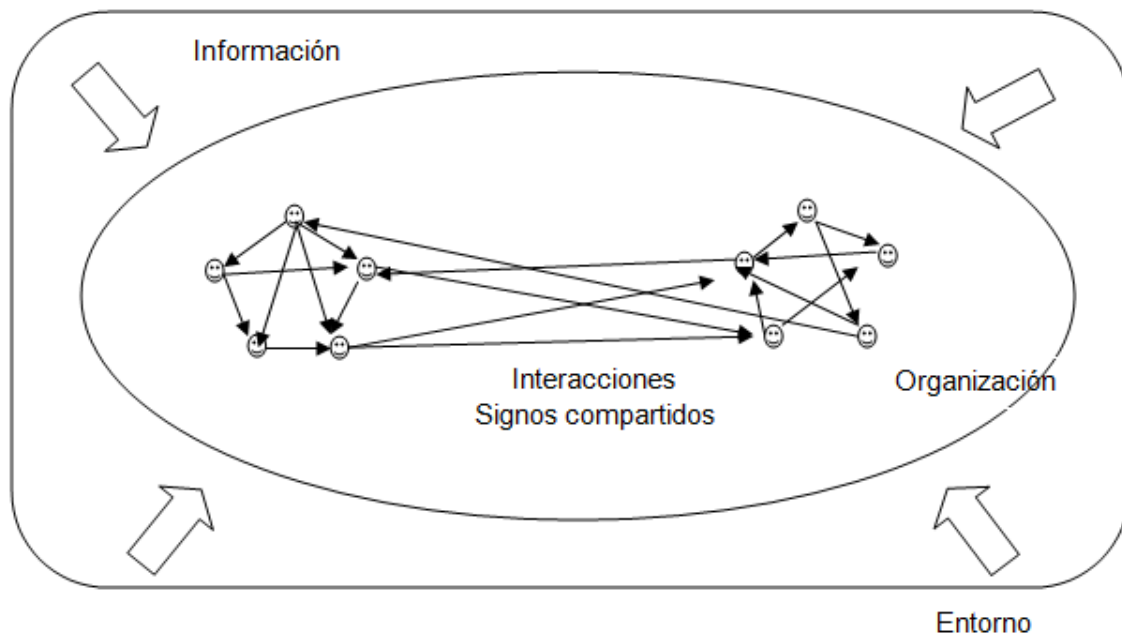 Información
Interacciones
Signos compartidos
Organización
Entorno